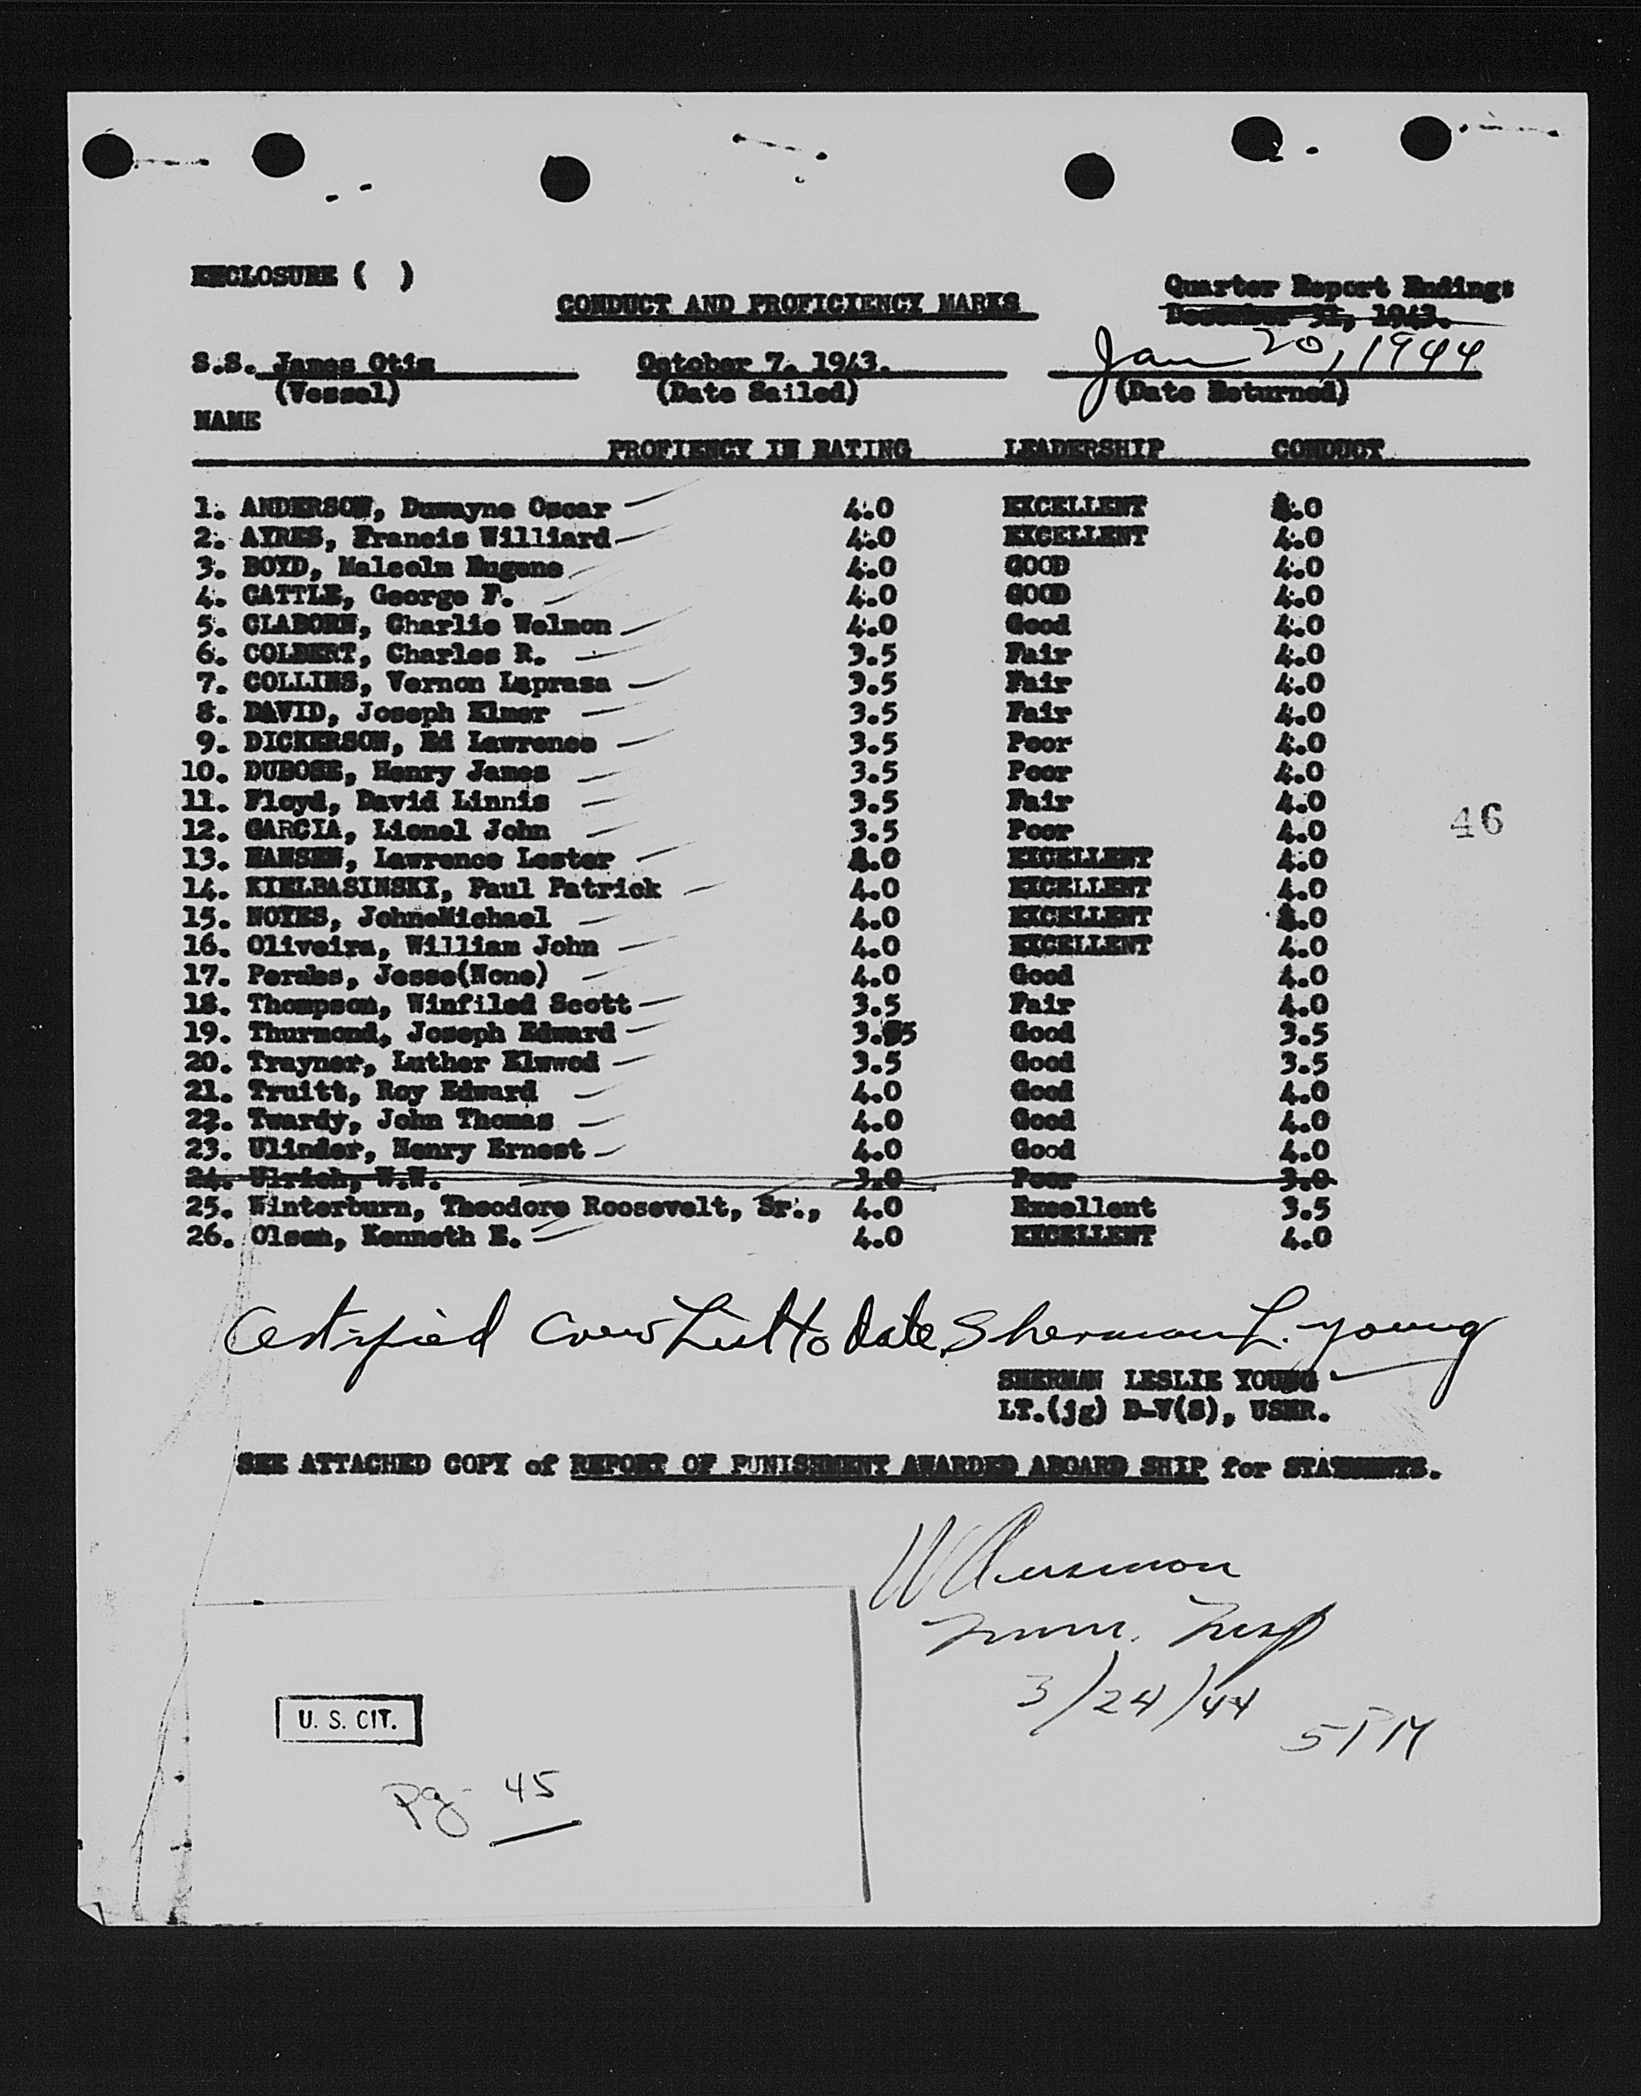 ENCLOSURE ( )
Quarter Report Ending:
CONDUCT AND PROFICIENCY MARKS
December 31, 1943.
S.S. James Otis October 7, 1943. Jan 20, 1944
(Vessel) (Date Sailed) (Date Returned)
NAME
PROFIENCY IN RATING LEADERSHIP CONDUCT
1. ANDERSON, Duwayne Oscar 4.0 EXCELLENT 4.0
2. AYRES, Francis Williard 4.0 EXCELLENT 4.0
3. BOYD, Malcolm Eugene 4.0 GOOD 4.0
4. CATTLE, George F. 4.0 GOOD 4.0
5. CLABORN, Charlie Welmon 4.0 Good 4.0
6. COLBERT, Charles R. 3.5 Fair 4.0
7. COLLINS, Vernon Laprasa 3.5 Fair 4.0
8. DAVID, Joseph Elmer 3.5 Fair 4.0
9. DICKERSON, Ed Lawrence 3.5 Poor 4.0
10. DUBOSE, Henry James 3.5 Poor 4.0
11. Floyd, David Linnis 3.5 Fair 4.0
12. GARCIA, Lionel John 3.5 Poor 4.0
13. HANSEN, Lawrence Lester 4.0 EXCELLENT 4.0
14. KIELBASINSKI, Paul Patrick 4.0 EXCELLENT 4.0
15. NOYES, JohneMichael 4.0 EXCELLENT 4.0
16. Oliveira, William John 4.0 EXCELLENT 4.0
17. Perales, Jesse(None) 4.0 Good 4.0
18. Thompson, Winfiled Scott 3.5 Fair 4.0
19. Thurmond, Joseph Edward 3.5 Good 3.5
20. Trayner, Luther Elwwod 3.5 Good 3.5
21. Truitt, Roy Edward 4.0 Good 4.0
22. Twardy, John Thomas 4.0 Good 4.0
23. Ulinder, Henry Ernest 4.0 Good 4.0
24. Ulrich, W.W. 3.0 Poor 3.0
25. Winterburn, Theodore Roosevelt, Sr., 4.0 Excellent 3.5
26. Olsen, Kenneth E. 4.0 EXCELLENT 4.0
46
Certified Crew List to date. Sherman L. Young
SHERMAN LESLIE YOUNG
LT.(jg) D-V(S), USNR.
SEE ATTACHED COPY of REPORT OF PUNISHMENT AWARDED ABOARD SHIP for STATEMENTS.
Imm. Insp
3/24/44
5 PM
U. S. CIT.
pg- 45